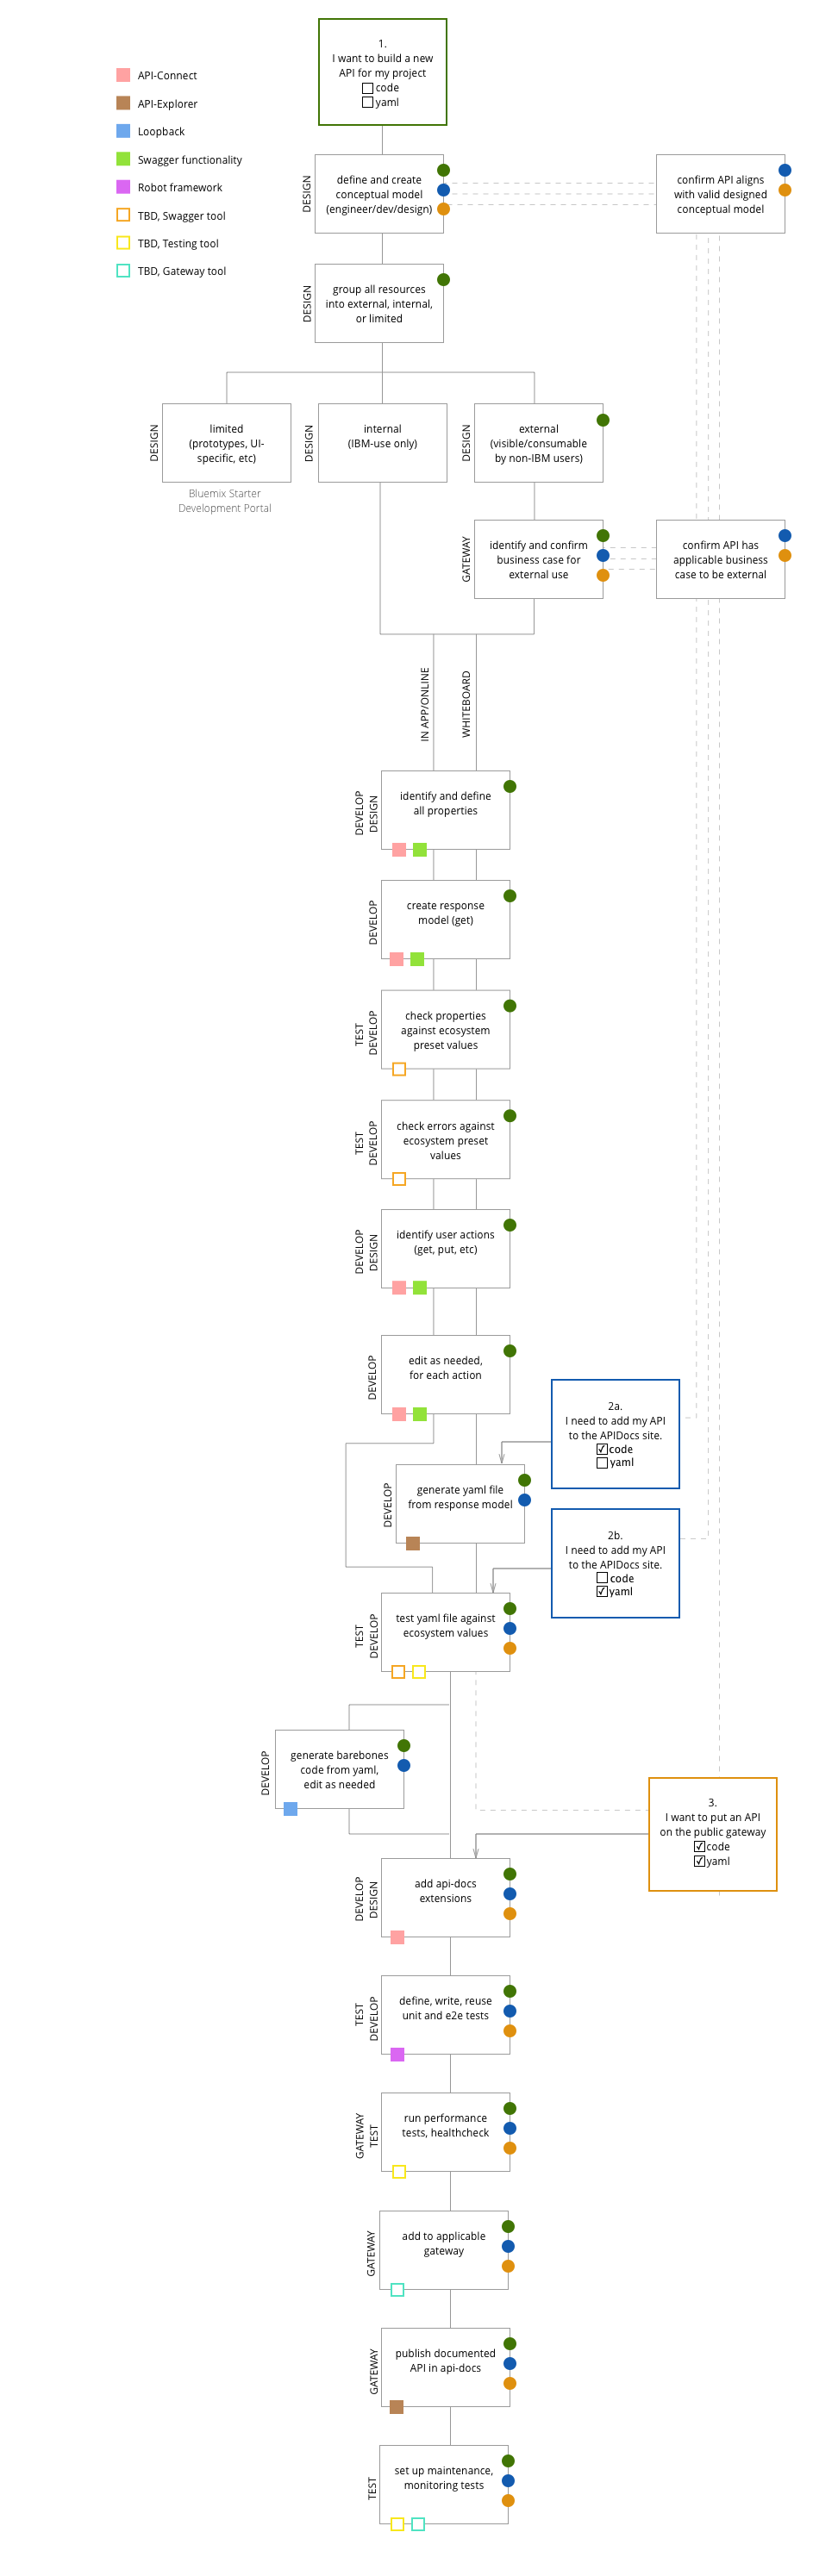 1.
I want to build a new
API for my project
code
yaml
API-Connect
API-Explorer
Loopback
Swagger functionality
Robot framework
TBD, Swagger tool
TBD, Testing tool
TBD, Gateway tool
DESIGN
define and create
conceptual model
(engineer/dev/design)
confirm API aligns
with valid designed
conceptual model
DESIGN
group all resources
into external, internal,
or limited
DESIGN
limited
(prototypes, UI-
specific, etc)
Bluemix Starter
Development Portal
DESIGN
internal
(IBM-use only)
DESIGN
external
(visible/consumable
by non-IBM users)
GATEWAY
identify and confirm
business case for
external use
confirm API has
applicable business
case to be external
IN APP/ONLINE
WHITEBOARD
DEVELOP
DESIGN
identify and define
all properties
DEVELOP
create response
model (get)
TEST
DEVELOP
check properties
against ecosystem
preset values
TEST
DEVELOP
check errors against
ecosystem preset
values
DEVELOP
DESIGN
identify user actions
(get, put, etc)
DEVELOP
edit as needed,
for each action
2a.
I need to add my API
to the APIDocs site.
code
yaml
DEVELOP
generate yaml file
from response model
2b.
I need to add my API
to the APIDocs site.
code
yaml
TEST
DEVELOP
test yaml file against
ecosystem values
DEVELOP
generate barebones
code from yaml,
edit as needed
3.
I want to put an API
on the public gateway
code
yaml
DEVELOP
DESIGN
add api-docs
extensions
TEST
DEVELOP
define, write, reuse
unit and e2e tests
GATEWAY
TEST
run performance
tests, healthcheck
GATEWAY
add to applicable
gateway
GATEWAY
publish documented
API in api-docs
TEST
set up maintenance,
monitoring tests